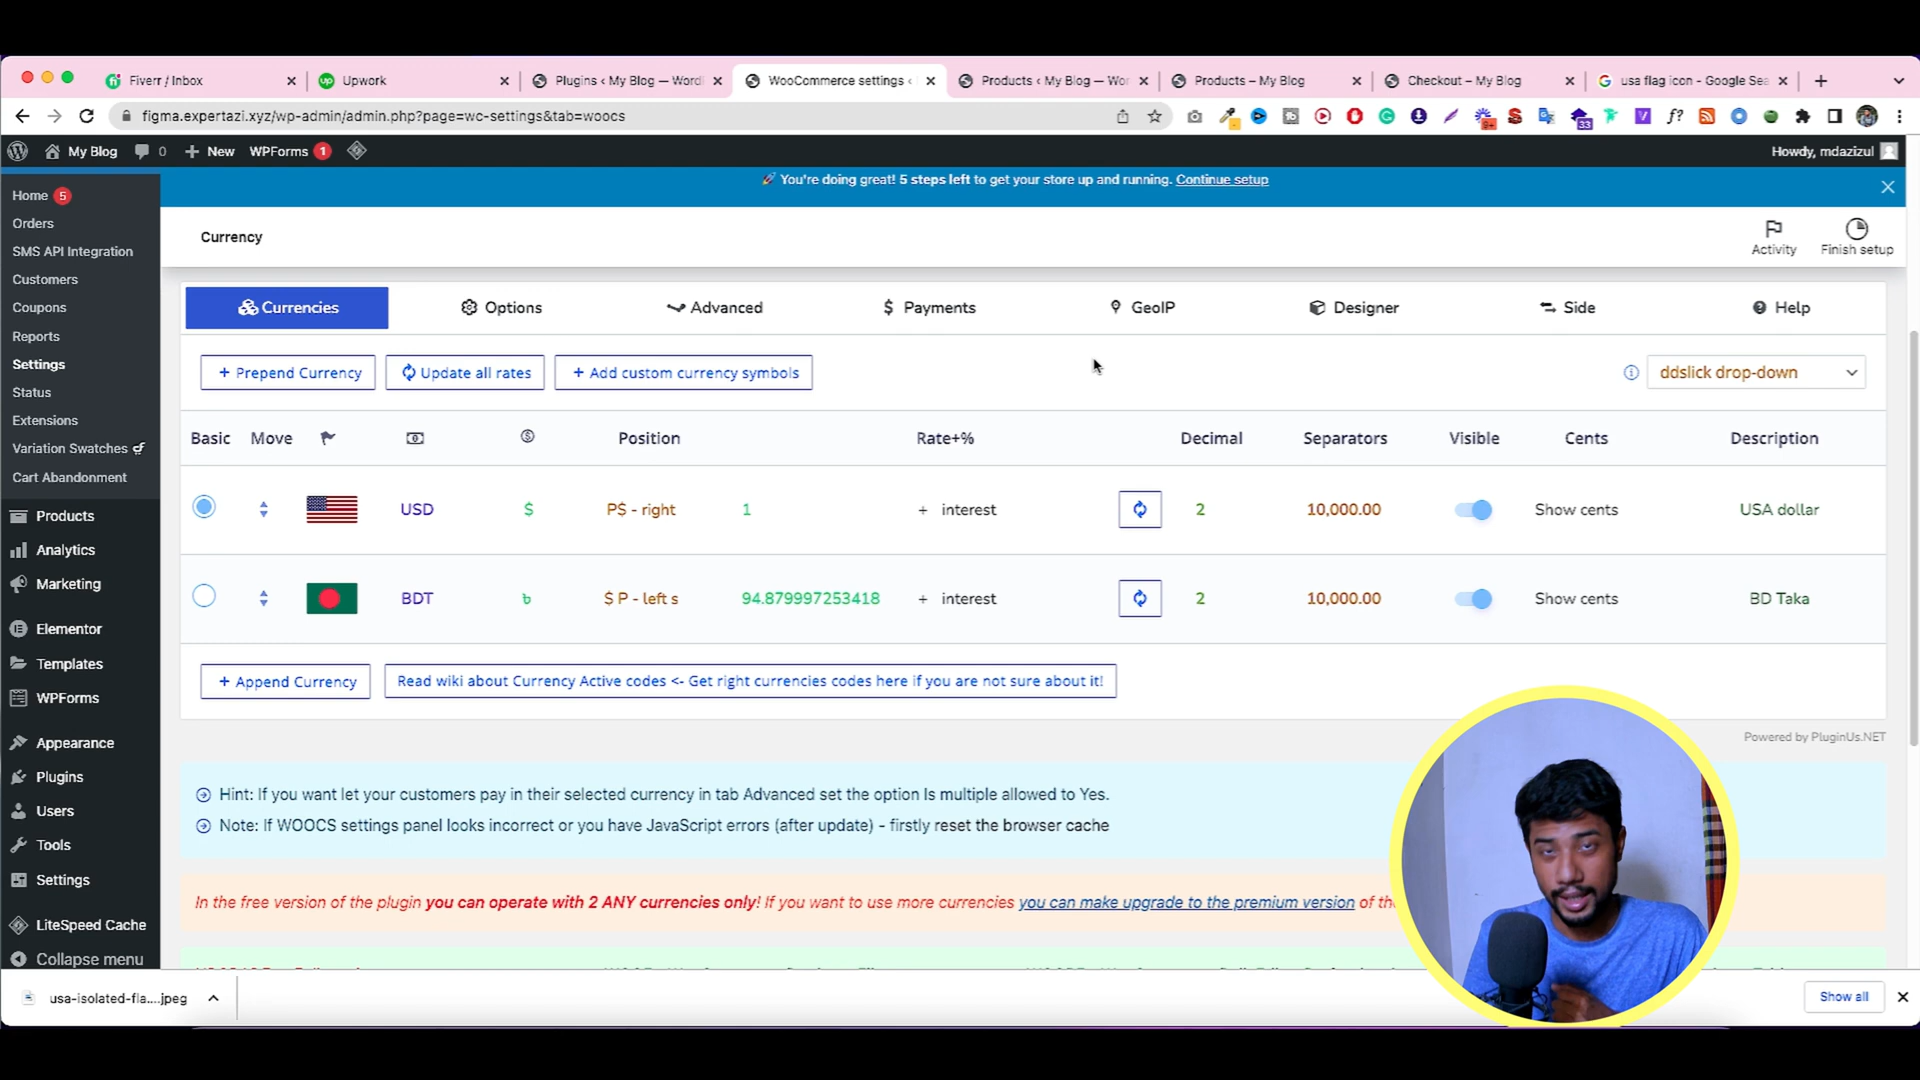 Fiverr / Inbox
Upwork
Plugins ‹ My Blog — Word
WooCommerce settings ‹
Products ‹ My Blog — Wor
Products – My Blog
Checkout – My Blog
usa flag icon - Google Sea
figma.expertazi.xyz/wp-admin/admin.php?page=wc-settings&tab=woocs
My Blog
0
New
WPForms 1
Howdy, mdazizul
You're doing great! 5 steps left to get your store up and running. Continue setup
Home 5
Orders
SMS API Integration
Customers
Coupons
Reports
Settings
Status
Extensions
Variation Swatches
Cart Abandonment
Products
Analytics
Marketing
Elementor
Templates
WPForms
Appearance
Plugins
Users
Tools
Settings
LiteSpeed Cache
Collapse menu
Currency
Activity
Finish setup
Currencies
Options
Advanced
$ Payments
GeoIP
Designer
Side
Help
+ Prepend Currency
Update all rates
+ Add custom currency symbols
ddslick drop-down
Basic Move Position Rate+% Decimal Separators Visible Cents Description
USD $ P$ - right 1 + interest 2 10,000.00 Show cents USA dollar
BDT ৳ $ P - left s 94.879997253418 + interest 2 10,000.00 Show cents BD Taka
+ Append Currency
Read wiki about Currency Active codes <- Get right currencies codes here if you are not sure about it!
Powered by PluginUs.NET
Hint: If you want let your customers pay in their selected currency in tab Advanced set the option Is multiple allowed to Yes.
Note: If WOOCS settings panel looks incorrect or you have JavaScript errors (after update) - firstly reset the browser cache
In the free version of the plugin you can operate with 2 ANY currencies only! If you want to use more currencies you can make upgrade to the premium version of
usa-isolated-fla....jpeg
Show all